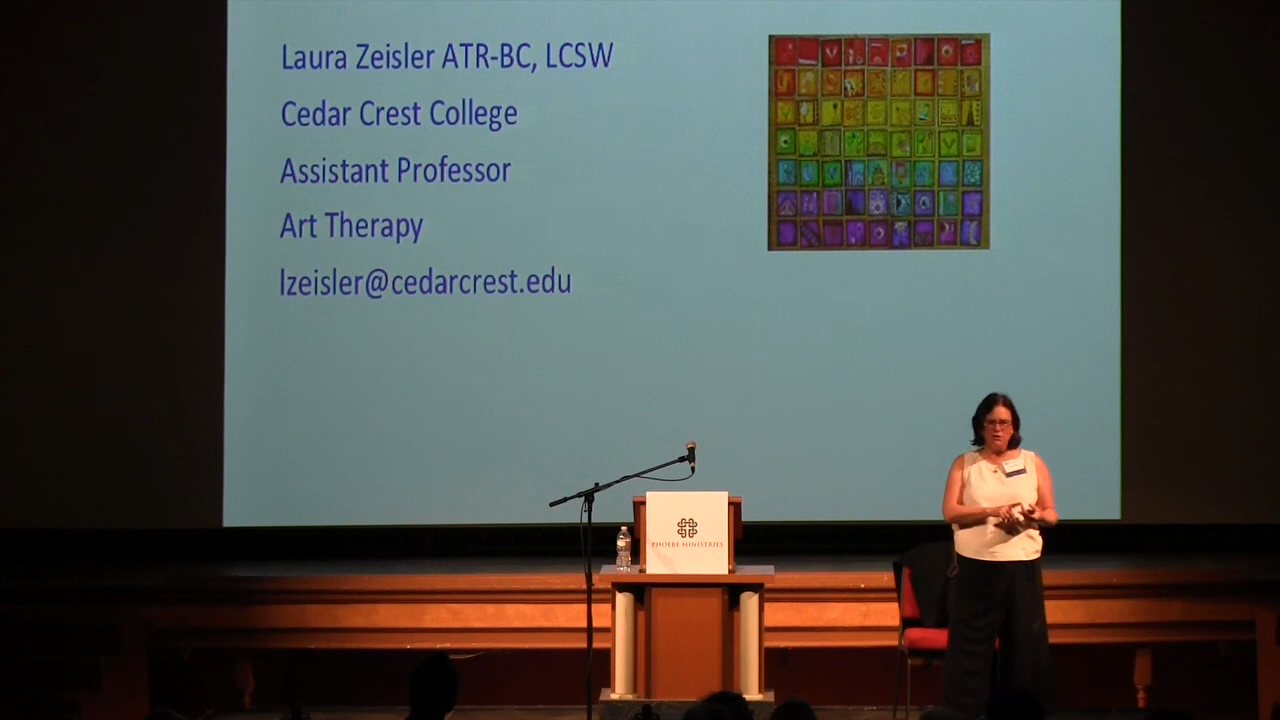 Laura Zeisler ATR-BC, LCSW
Cedar Crest College
Assistant Professor
Art Therapy
lzeisler@cedarcrest.edu
PHOEBE MINISTRIES